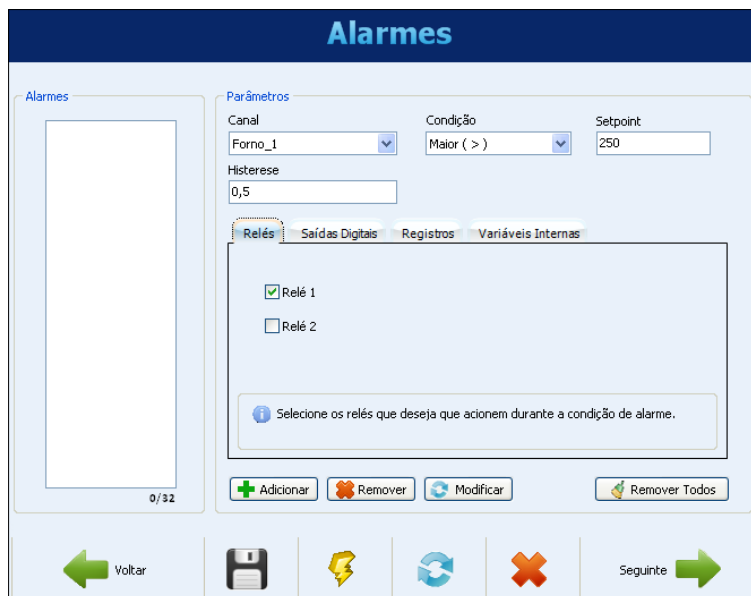 Alarmes
Alarmes
Parâmetros
Canal Condição Setpoint
Forno_1 Maior ( > ) 250
Histerese
0,5
Relés Saídas Digitais Registros Variáveis Internas
Relé 1
Relé 2
Selecione os relés que deseja que acionem durante a condição de alarme.
0/32
Adicionar Remover Modificar Remover Todos
Voltar Seguinte